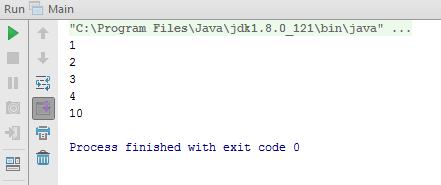 Run Main
"C:\Program Files\Java\jdk1.8.0_121\bin\java" ...
1
2
3
4
10
Process finished with exit code 0